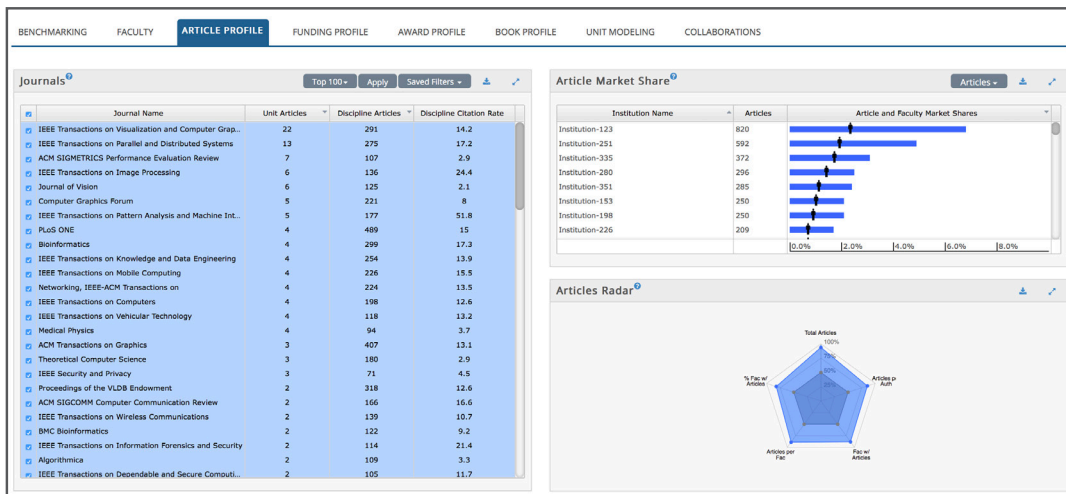 BENCHMARKING FACULTY ARTICLE PROFILE FUNDING PROFILE AWARD PROFILE BOOK PROFILE UNIT MODELING COLLABORATIONS
Journals?
Top 100 Apply Saved Filters
Journal Name Unit Articles Discipline Articles Discipline Citation Rate
IEEE Transactions on Visualization and Computer Grap... 22 291 14.2
IEEE Transactions on Parallel and Distributed Systems 13 275 17.2
ACM SIGMETRICS Performance Evaluation Review 7 107 2.9
IEEE Transactions on Image Processing 6 136 24.4
Journal of Vision 6 125 2.1
Computer Graphics Forum 5 221 8
IEEE Transactions on Pattern Analysis and Machine Int... 5 177 51.8
PLoS ONE 4 489 15
Bioinformatics 4 299 17.3
IEEE Transactions on Knowledge and Data Engineering 4 254 13.9
IEEE Transactions on Mobile Computing 4 226 15.5
Networking, IEEE-ACM Transactions on 4 224 13.5
IEEE Transactions on Computers 4 198 12.6
IEEE Transactions on Vehicular Technology 4 118 13.2
Medical Physics 4 94 3.7
ACM Transactions on Graphics 3 407 13.1
Theoretical Computer Science 3 180 2.9
IEEE Security and Privacy 3 71 4.5
Proceedings of the VLDB Endowment 2 318 12.6
ACM SIGCOMM Computer Communication Review 2 166 16.6
IEEE Transactions on Wireless Communications 2 139 10.7
BMC Bioinformatics 2 122 9.2
IEEE Transactions on Information Forensics and Security 2 114 21.4
Algorithmica 2 109 3.3
IEEE Transactions on Dependable and Secure Computi... 2 105 11.7
Article Market Share?
Articles
Institution Name Articles Article and Faculty Market Shares
Institution-123 820
Institution-251 592
Institution-335 372
Institution-280 296
Institution-351 285
Institution-153 250
Institution-198 250
Institution-226 209
0.0% 2.0% 4.0% 6.0% 8.0%
Articles Radar?
Total Articles
100%
75%
50%
25%
% Fac w/
Articles
Articles p
Auth
Articles per
Fac
Fac w/
Articles